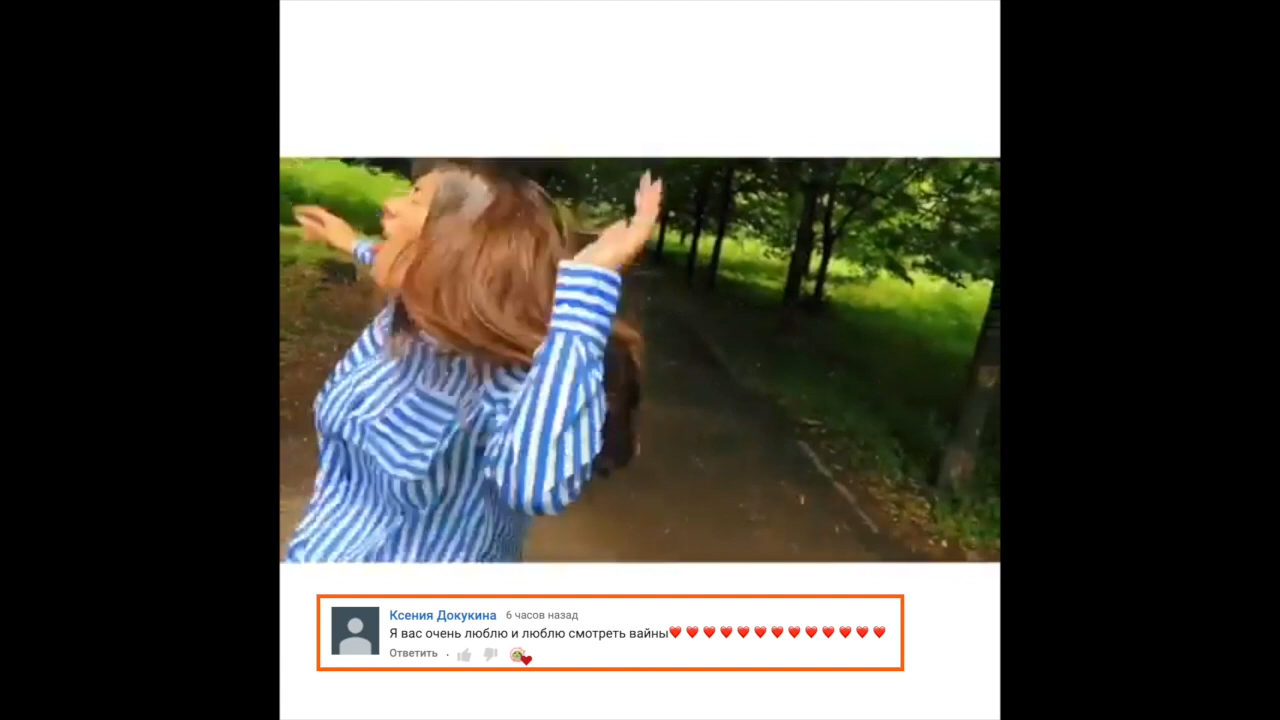 Ксения Докукина 6 часов назад
Я вас очень люблю и люблю смотреть вайны❤️❤️❤️❤️❤️❤️❤️❤️❤️❤️❤️❤️❤️
Ответить ·